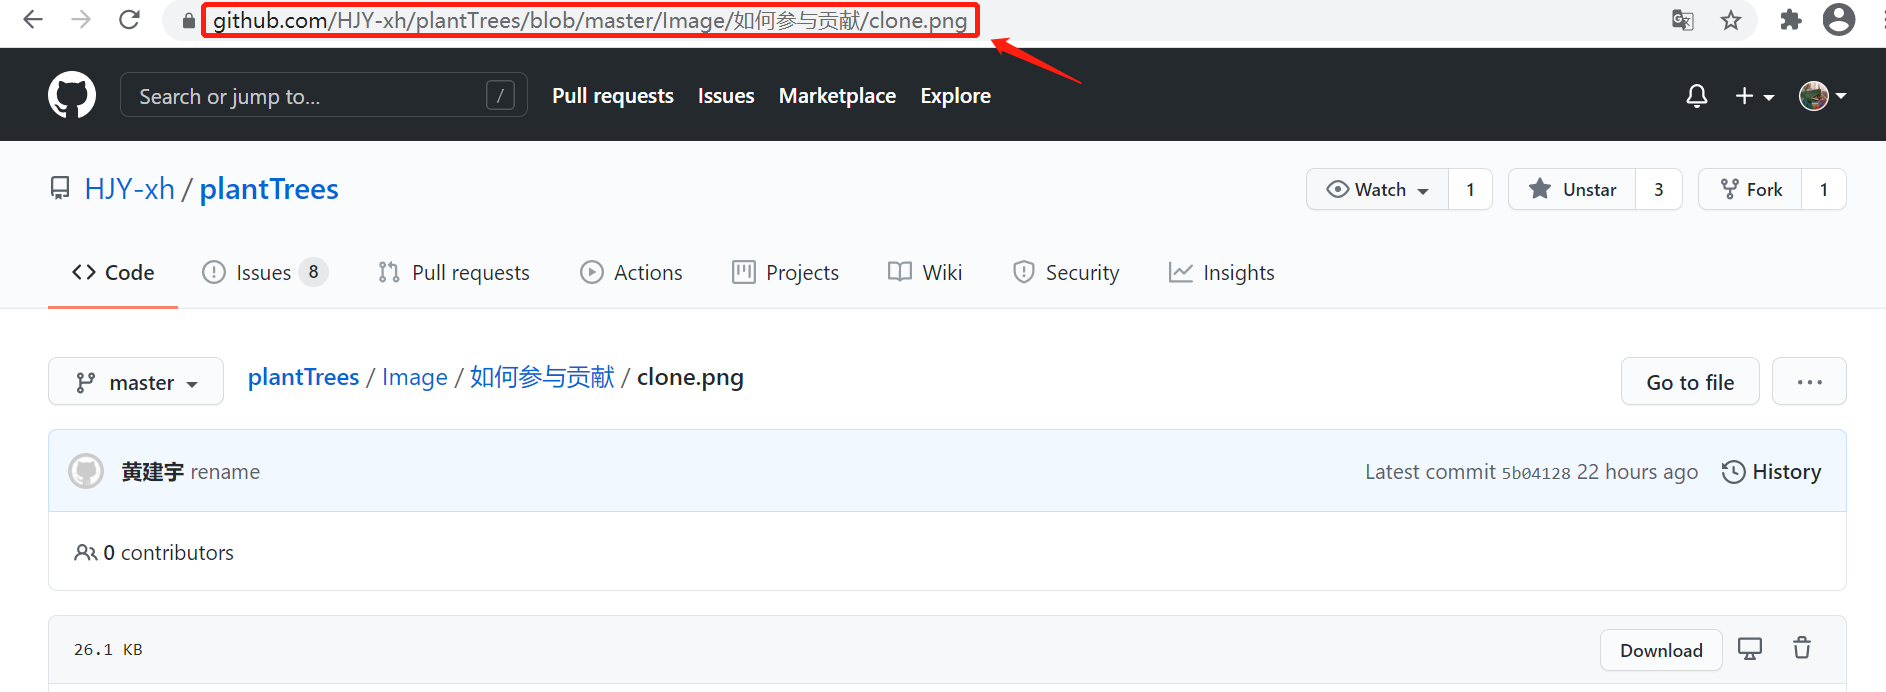 github.com/HJY-xh/plantTrees/blob/master/Image/如何参与贡献/clone.png
Search or jump to... /
Pull requests Issues Marketplace Explore
HJY-xh / plantTrees
Watch 1 Unstar 3 Fork 1
Code Issues 8 Pull requests Actions Projects Wiki Security Insights
master plantTrees / Image / 如何参与贡献 / clone.png Go to file ...
黄建宇 rename Latest commit 5b04128 22 hours ago History
0 contributors
26.1 KB Download